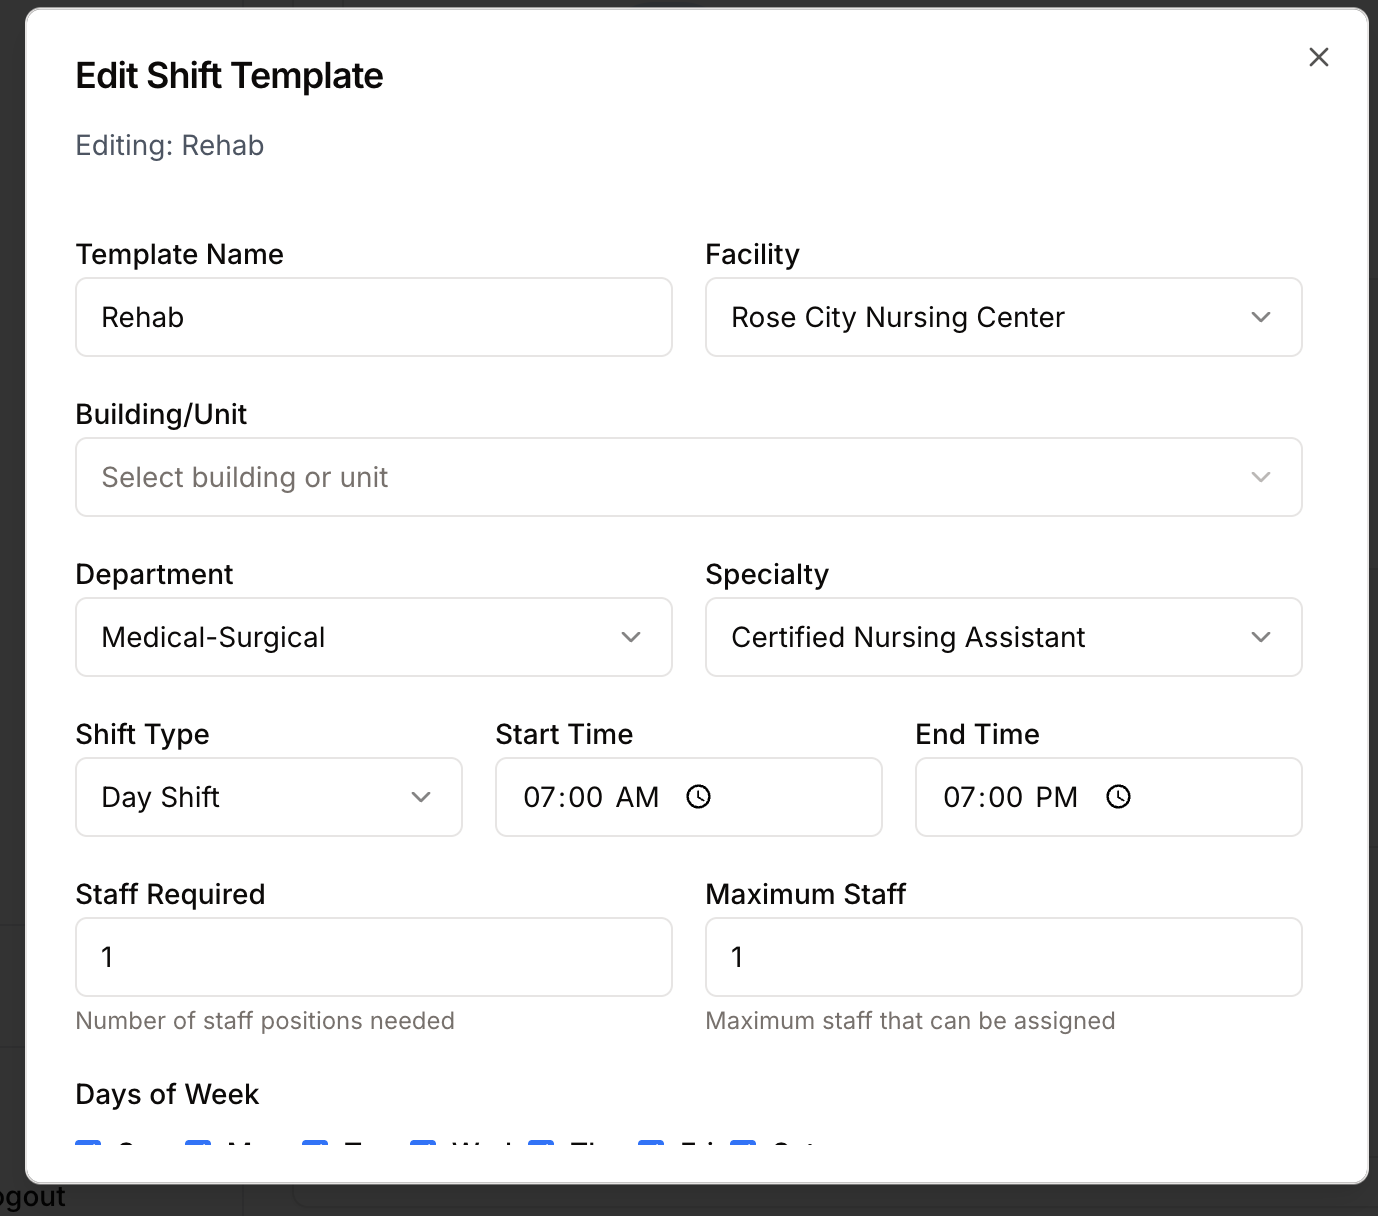 Edit Shift Template
Editing: Rehab
Template Name
Facility
Rehab
Rose City Nursing Center
Building/Unit
Select building or unit
Department
Specialty
Medical-Surgical
Certified Nursing Assistant
Shift Type
Start Time
End Time
Day Shift
07:00 AM
07:00 PM
Staff Required
Maximum Staff
1
1
Number of staff positions needed
Maximum staff that can be assigned
Days of Week